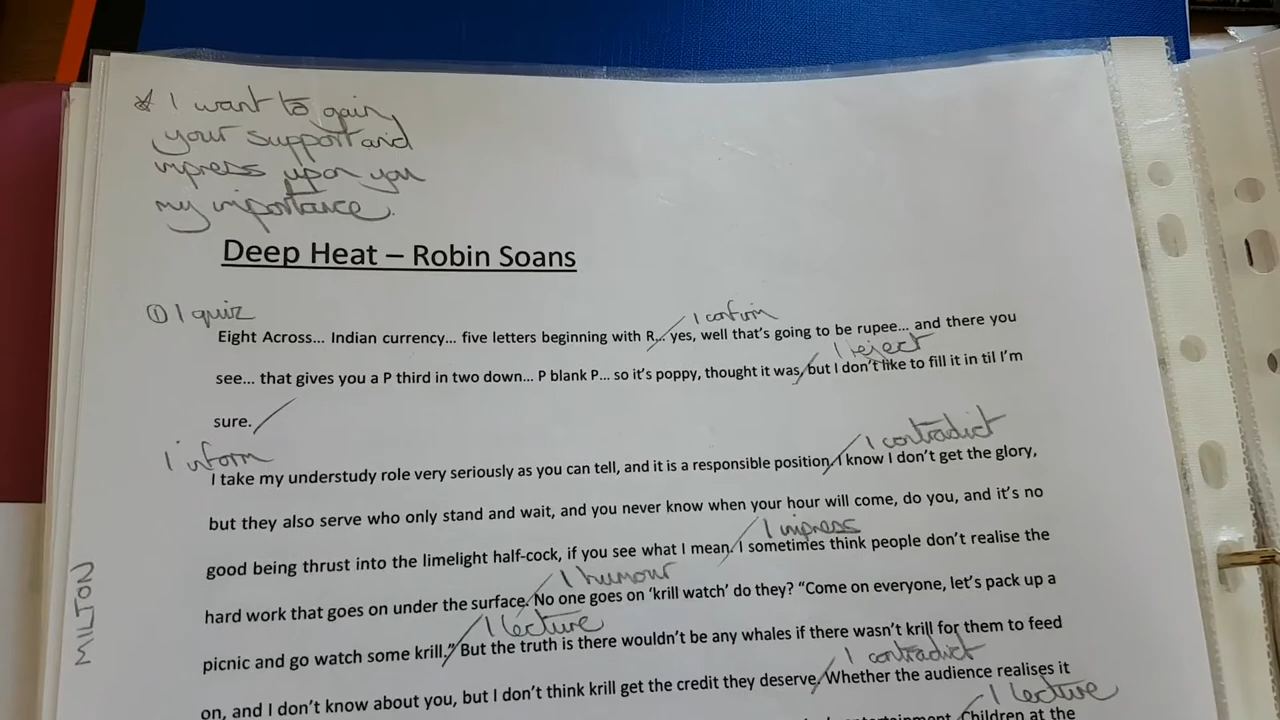 * I want to gain
your support and
impress upon you
my importance.
Deep Heat – Robin Soans
① I quiz
I confirm
Eight Across... Indian currency... five letters beginning with R... yes, well that's going to be rupee... and there you
I reject
see... that gives you a P third in two down... P blank P... so it's poppy, thought it was, but I don't like to fill it in til I'm
sure.
I inform
I contradict
I take my understudy role very seriously as you can tell, and it is a responsible position. I know I don't get the glory,
but they also serve who only stand and wait, and you never know when your hour will come, do you, and it's no
I impress
good being thrust into the limelight half-cock, if you see what I mean. I sometimes think people don't realise the
I humour
hard work that goes on under the surface. No one goes on 'krill watch' do they? "Come on everyone, let's pack up a
I lecture
picnic and go watch some krill." But the truth is there wouldn't be any whales if there wasn't krill for them to feed
I contradict
on, and I don't know about you, but I don't think krill get the credit they deserve. Whether the audience realises it
I lecture
Children at the
MILTON